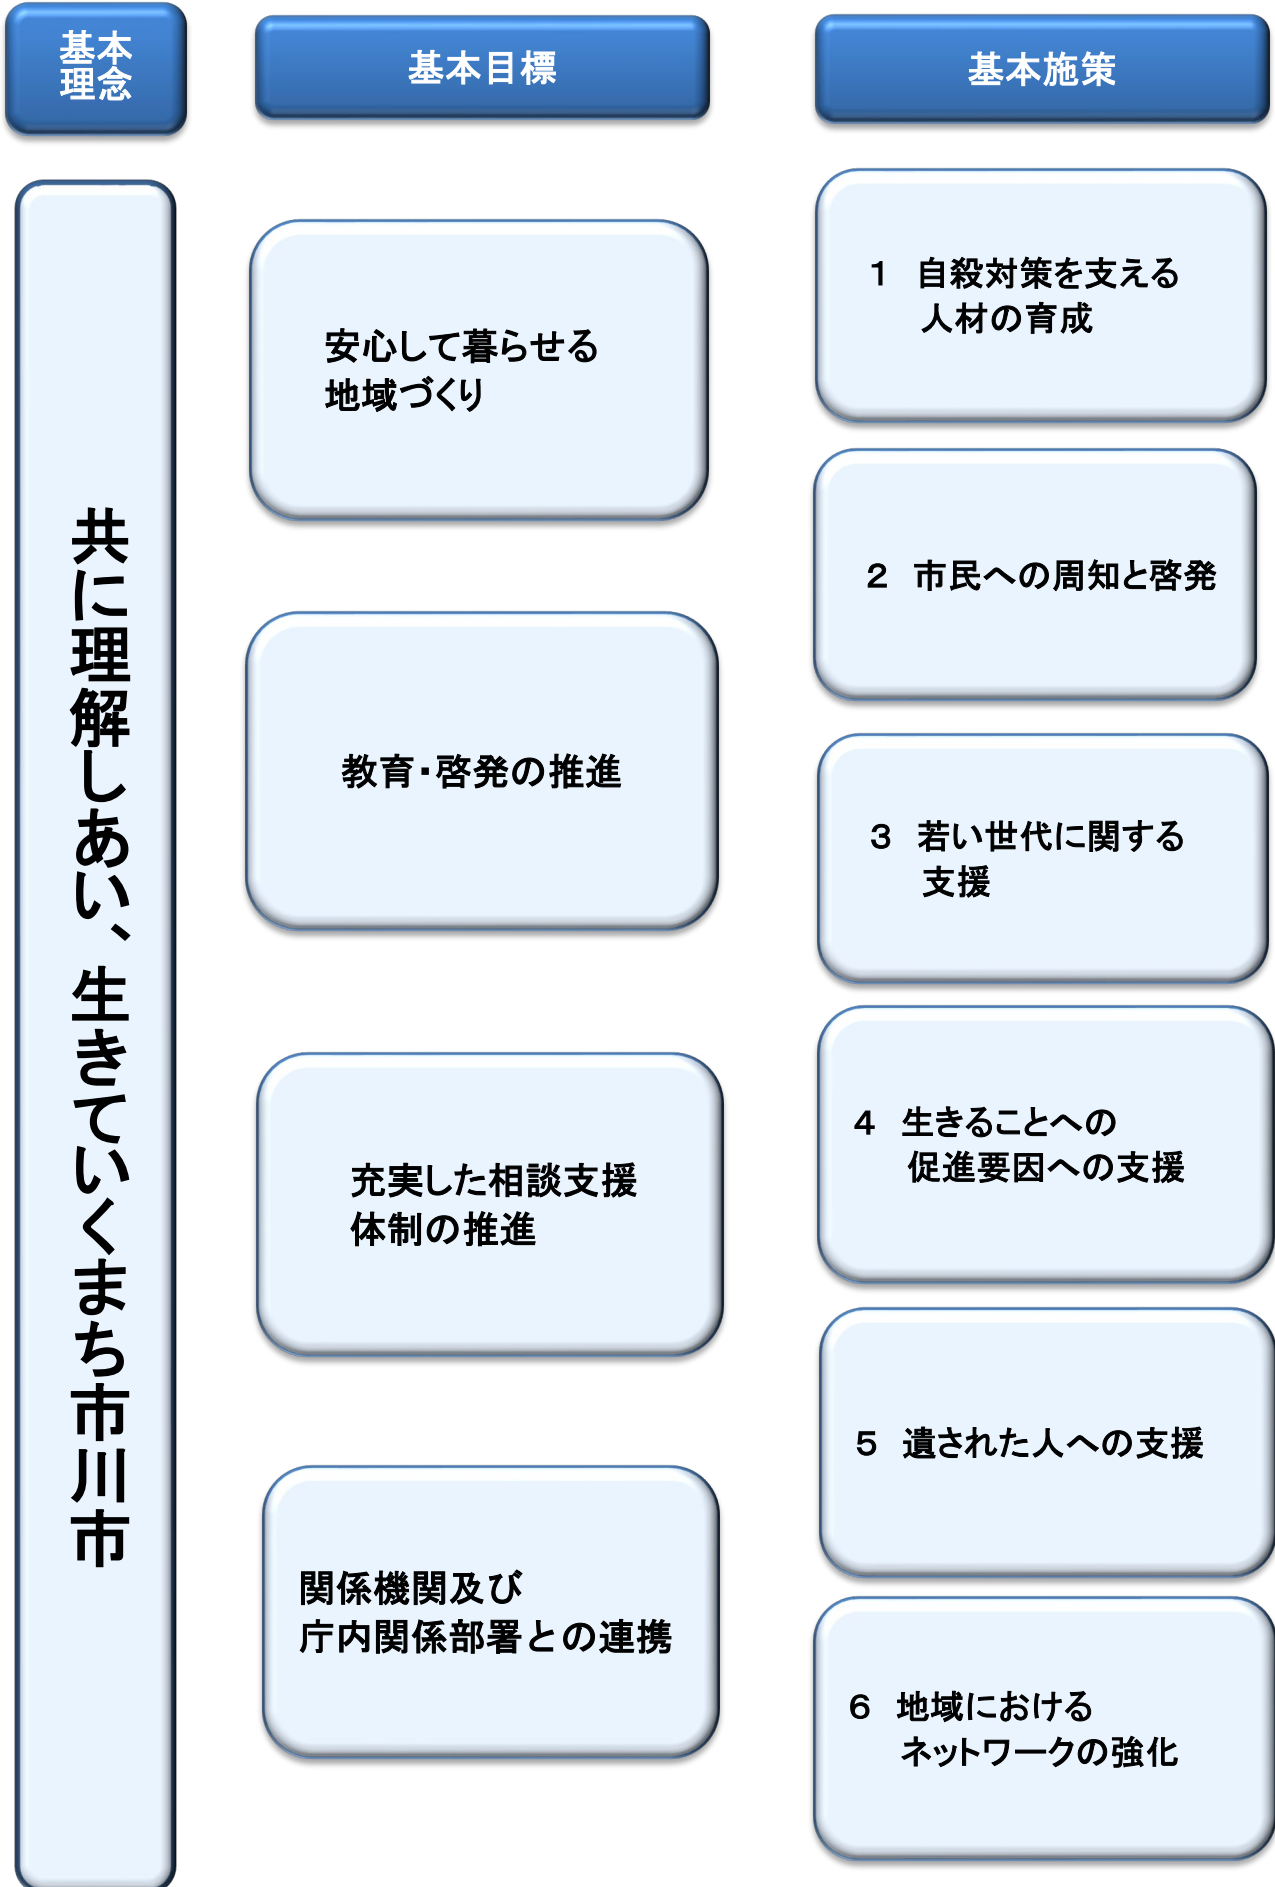 基本
理念
基本目標
基本施策
共に理解しあい、生きていくまち市川市
安心して暮らせる
地域づくり
教育・啓発の推進
充実した相談支援
体制の推進
関係機関及び
庁内関係部署との連携
1 自殺対策を支える
人材の育成
2 市民への周知と啓発
3 若い世代に関する
支援
4 生きることへの
促進要因への支援
5 遺された人への支援
6 地域における
ネットワークの強化